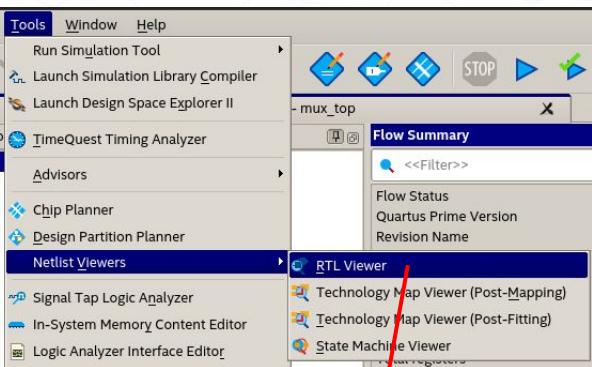 Tools Window Help
Run Simulation Tool
Launch Simulation Library Compiler
Launch Design Space Explorer II
TimeQuest Timing Analyzer
Advisors
Chip Planner
Design Partition Planner
Netlist Viewers
Signal Tap Logic Analyzer
In-System Memory Content Editor
Logic Analyzer Interface Editor
RTL Viewer
Technology Map Viewer (Post-Mapping)
Technology Map Viewer (Post-Fitting)
State Machine Viewer
STOP
- mux_top
Flow Summary
<<Filter>>
Flow Status
Quartus Prime Version
Revision Name
Total registers